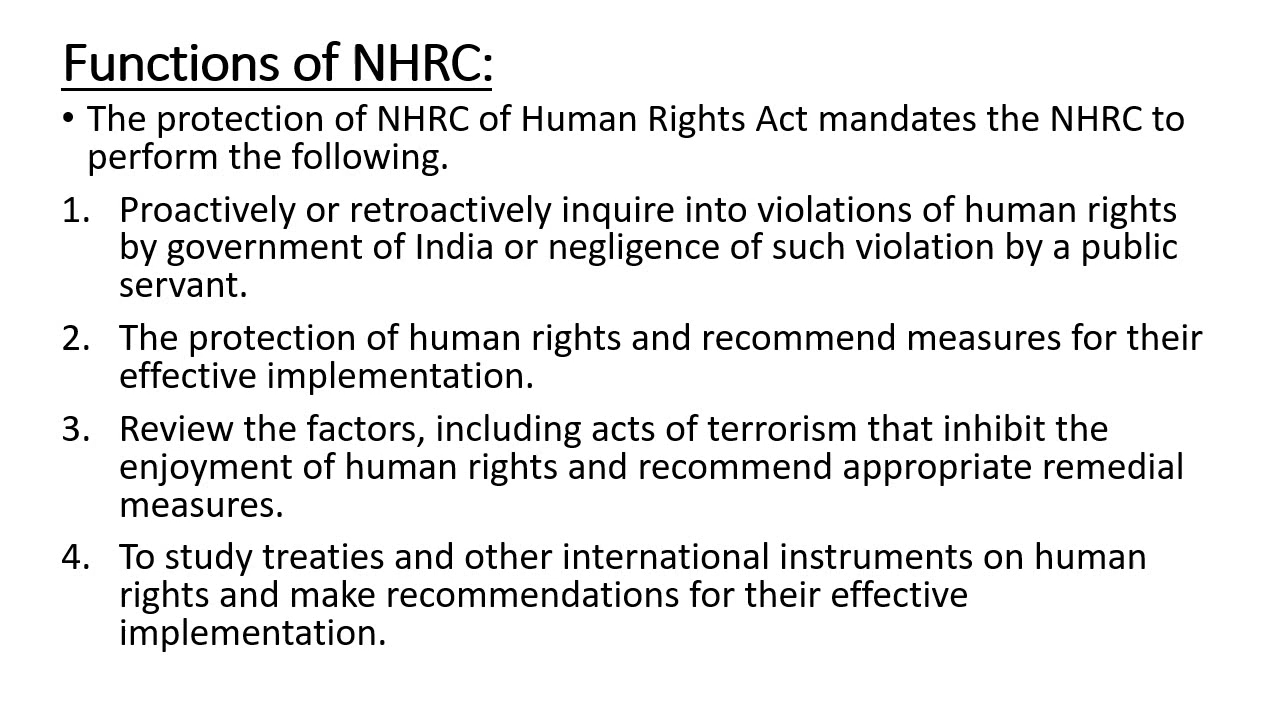 Functions of NHRC:
• The protection of NHRC of Human Rights Act mandates the NHRC to
perform the following.
1. Proactively or retroactively inquire into violations of human rights
by government of India or negligence of such violation by a public
servant.
2. The protection of human rights and recommend measures for their
effective implementation.
3. Review the factors, including acts of terrorism that inhibit the
enjoyment of human rights and recommend appropriate remedial
measures.
4. To study treaties and other international instruments on human
rights and make recommendations for their effective
implementation.